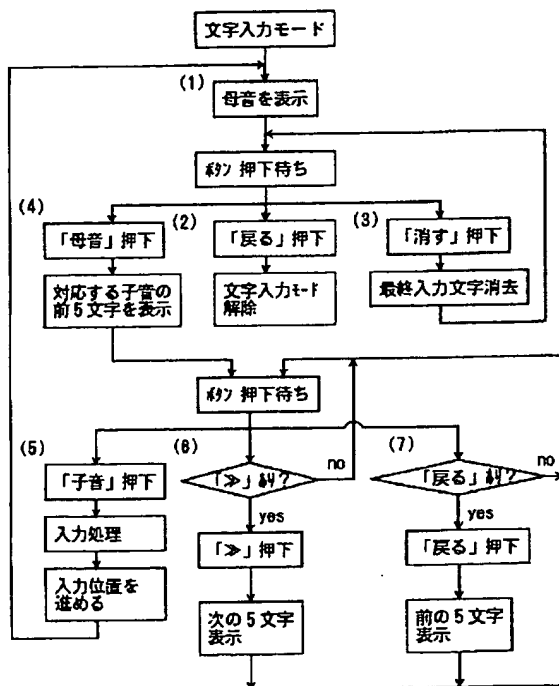 文字入力モード
(1)
母音を表示
ボタン 押下待ち
(4)
(2)
(3)
「母音」押下
「戻る」押下
「消す」押下
対応する子音の
前5文字を表示
文字入力モード
解除
最終入力文字消去
ボタン 押下待ち
(5)
(6)
(7)
「子音」押下
「≫」あり?
no
「戻る」あり?
no
yes
yes
入力処理
「≫」押下
「戻る」押下
入力位置を
進める
次の5文字
表示
前の5文字
表示